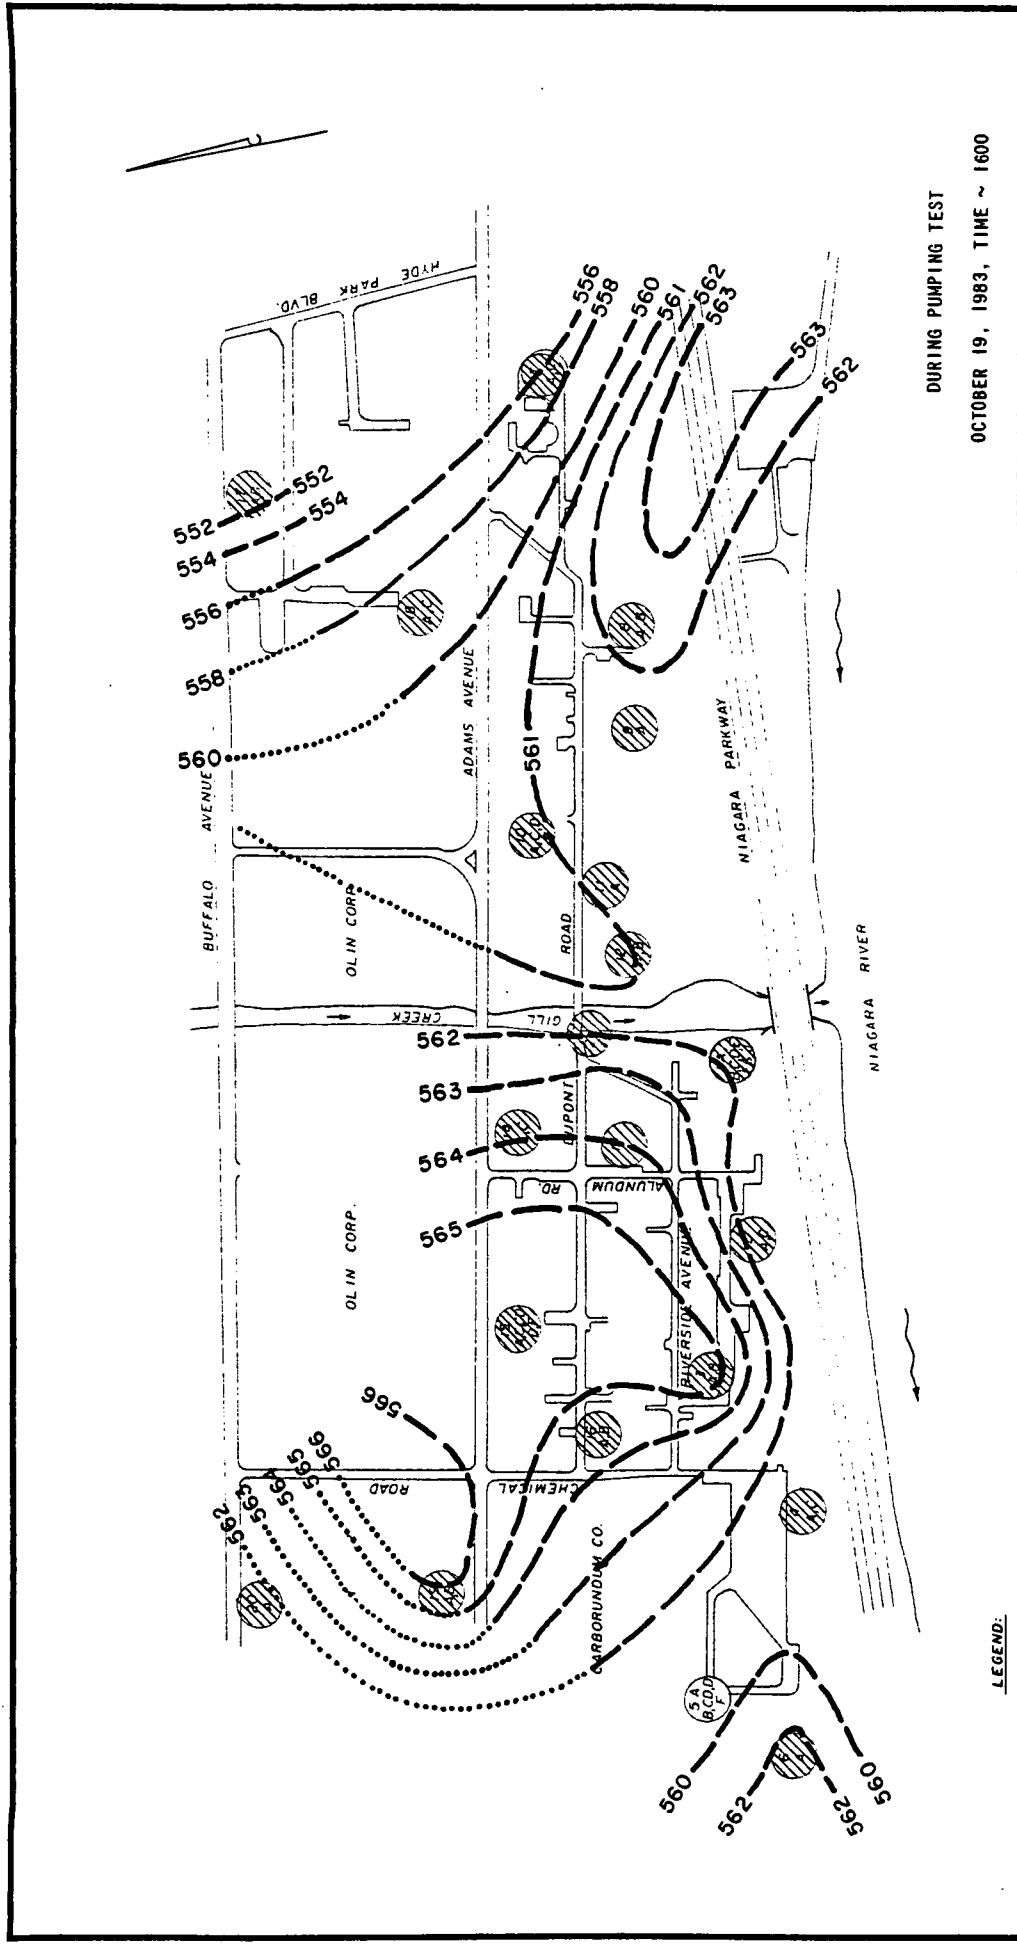 DURING PUMPING TEST
OCTOBER 19, 1983, TIME ~ 1600
HYDE PARK BLVD.
BUFFALO AVENUE
ADAMS AVENUE
OLIN CORP.
OLIN CORP.
DUPONT ROAD
GILL CREEK
NIAGARA PARKWAY
NIAGARA RIVER
ALUNDUM RD.
RIVERSIDE AVENUE
CHEMICAL ROAD
CARBORUNDUM CO.
552
552
554
554
556
556
558
558
560
560
561
561
562
562
563
563
562
563
564
565
566
566
565
564
563
562
560
560
562
562
5 A
B,CD,D
F
LEGEND: